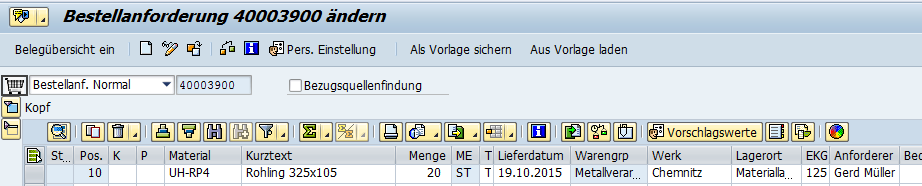 Bestellanforderung 40003900 ändern
Belegübersicht ein Pers. Einstellung Als Vorlage sichern Aus Vorlage laden
Bestellanf. Normal 40003900 Bezugsquellenfindung
Kopf
Vorschlagswerte
St... Pos. K P Material Kurztext Menge ME T Lieferdatum Warengrp Werk Lagerort EKG Anforderer Bed
10 UH-RP4 Rohling 325x105 20 ST T 19.10.2015 Metallverar... Chemnitz Materialla... 125 Gerd Müller